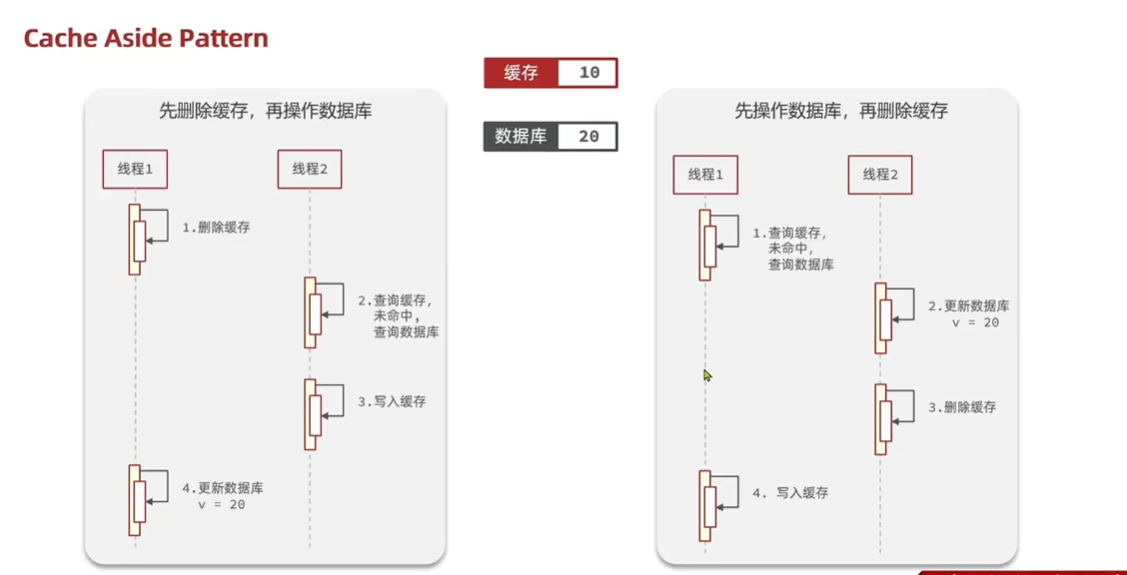 Cache Aside Pattern
缓存 10
数据库 20
先删除缓存，再操作数据库
线程1
线程2
1.删除缓存
2.查询缓存，
未命中，
查询数据库
3.写入缓存
4.更新数据库
v = 20
先操作数据库，再删除缓存
线程1
线程2
1.查询缓存，
未命中，
查询数据库
2.更新数据库
v = 20
3.删除缓存
4. 写入缓存